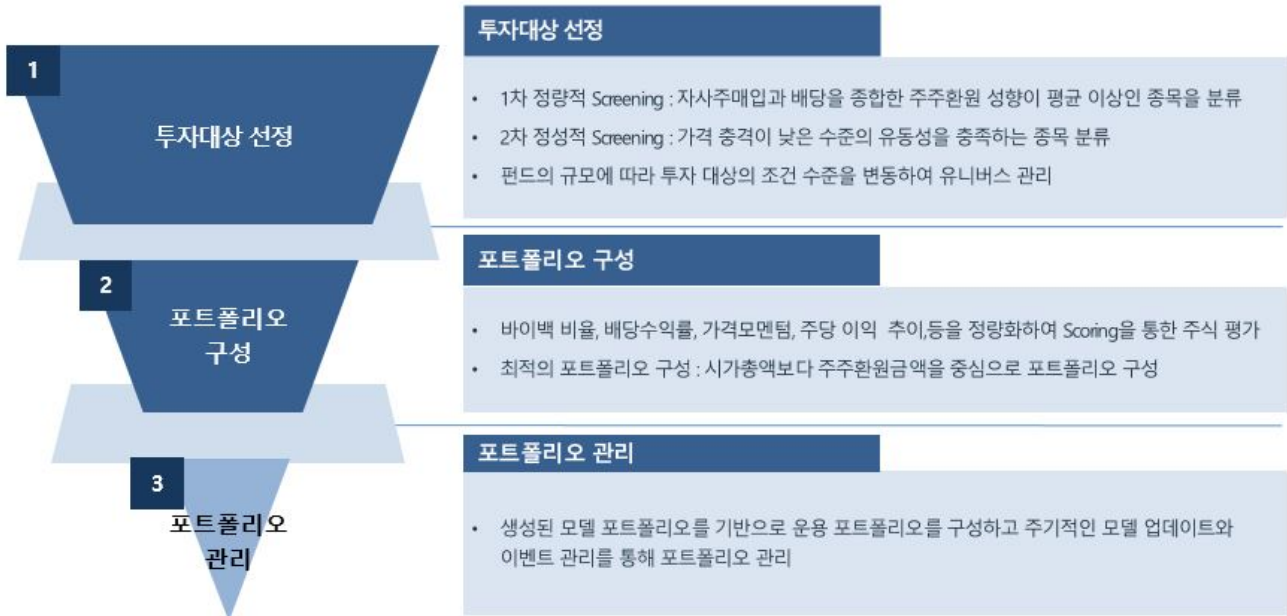 1
투자대상 선정
투자대상 선정
• 1차 정량적 Screening : 자사주매입과 배당을 종합한 주주환원 성향이 평균 이상인 종목을 분류
• 2차 정성적 Screening : 가격 충격이 낮은 수준의 유동성을 충족하는 종목 분류
• 펀드의 규모에 따라 투자 대상의 조건 수준을 변동하여 유니버스 관리
2
포트폴리오
구성
포트폴리오 구성
• 바이백 비율, 배당수익률, 가격모멘텀, 주당 이익 추이,등을 정량화하여 Scoring을 통한 주식 평가
• 최적의 포트폴리오 구성 : 시가총액보다 주주환원금액을 중심으로 포트폴리오 구성
3
포트폴리오
관리
포트폴리오 관리
• 생성된 모델 포트폴리오를 기반으로 운용 포트폴리오를 구성하고 주기적인 모델 업데이트와
이벤트 관리를 통해 포트폴리오 관리